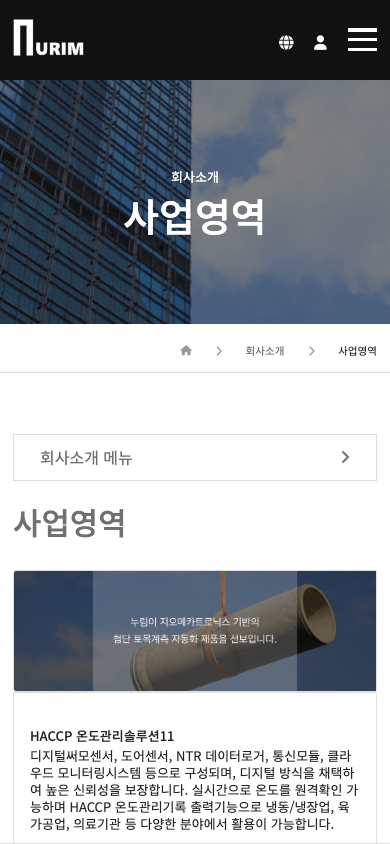 NURIM
회사소개
사업영역
회사소개
사업영역
회사소개 메뉴
사업영역
누림이 지오메카트로닉스 기반의
첨단 토목계측 자동화 제품을 선보입니다.
HACCP 온도관리솔루션11
디지털써모센서, 도어센서, NTR 데이터로거, 통신모듈, 클라
우드 모니터링시스템 등으로 구성되며, 디지털 방식을 채택하
여 높은 신뢰성을 보장합니다. 실시간으로 온도를 원격확인 가
능하며 HACCP 온도관리기록 출력기능으로 냉동/냉장업, 육
가공업, 의료기관 등 다양한 분야에서 활용이 가능합니다.